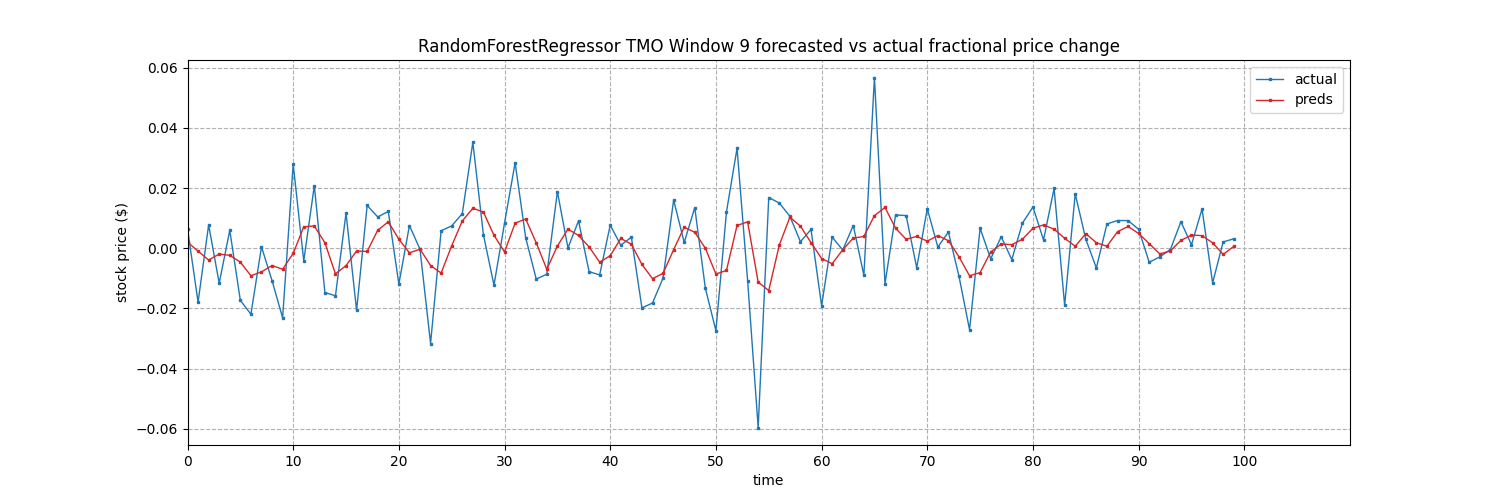 RandomForestRegressor TMO Window 9 forecasted vs actual fractional price change
actual
preds
stock price ($)
0.06
0.04
0.02
0.00
−0.02
−0.04
−0.06
0 10 20 30 40 50 60 70 80 90 100
time